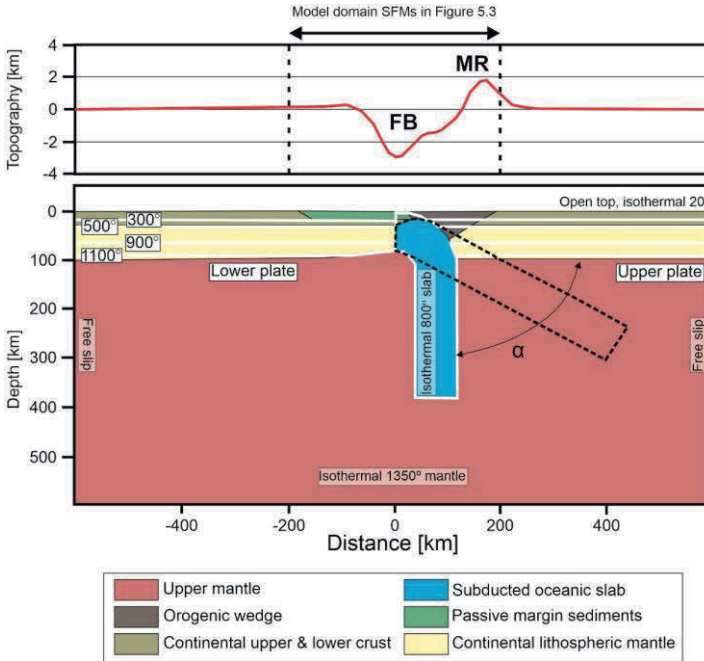 Model domain SFMs in Figure 5.3
Topography [km]
4
2
0
-2
-4
FB
MR
Open top, isothermal 20
Depth [km]
0
100
200
300
400
500
300°
500°
900°
1100°
Lower plate
Upper plate
Free slip
Free slip
Isothermal 800° slab
α
Isothermal 1350° mantle
-400
-200
0
200
400
Distance [km]
Upper mantle
Subducted oceanic slab
Orogenic wedge
Passive margin sediments
Continental upper & lower crust
Continental lithospheric mantle